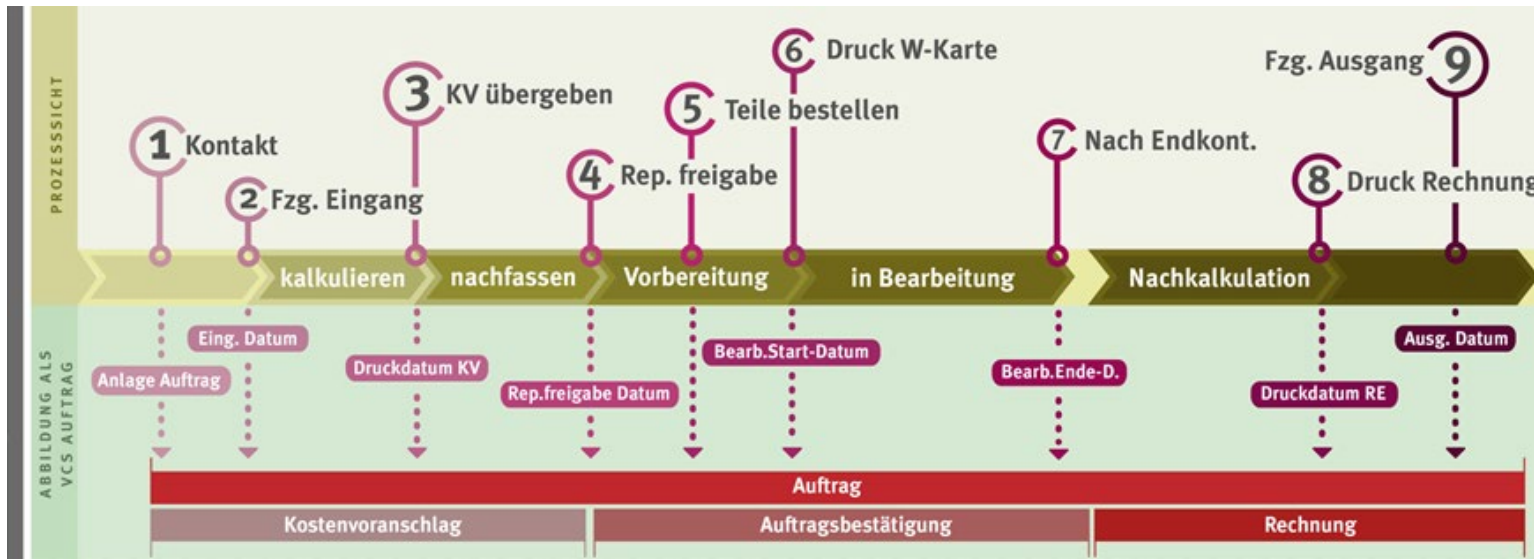 PROZESSSICHT
1 Kontakt
2 Fzg. Eingang
3 KV übergeben
4 Rep. freigabe
5 Teile bestellen
6 Druck W-Karte
7 Nach Endkont.
8 Druck Rechnung
Fzg. Ausgang 9
kalkulieren
nachfassen
Vorbereitung
in Bearbeitung
Nachkalkulation
ABBILDUNG ALS
VCS AUFTRAG
Anlage Auftrag
Eing. Datum
Druckdatum KV
Rep.freigabe Datum
Bearb.Start-Datum
Bearb.Ende-D.
Druckdatum RE
Ausg. Datum
Auftrag
Kostenvoranschlag
Auftragsbestätigung
Rechnung